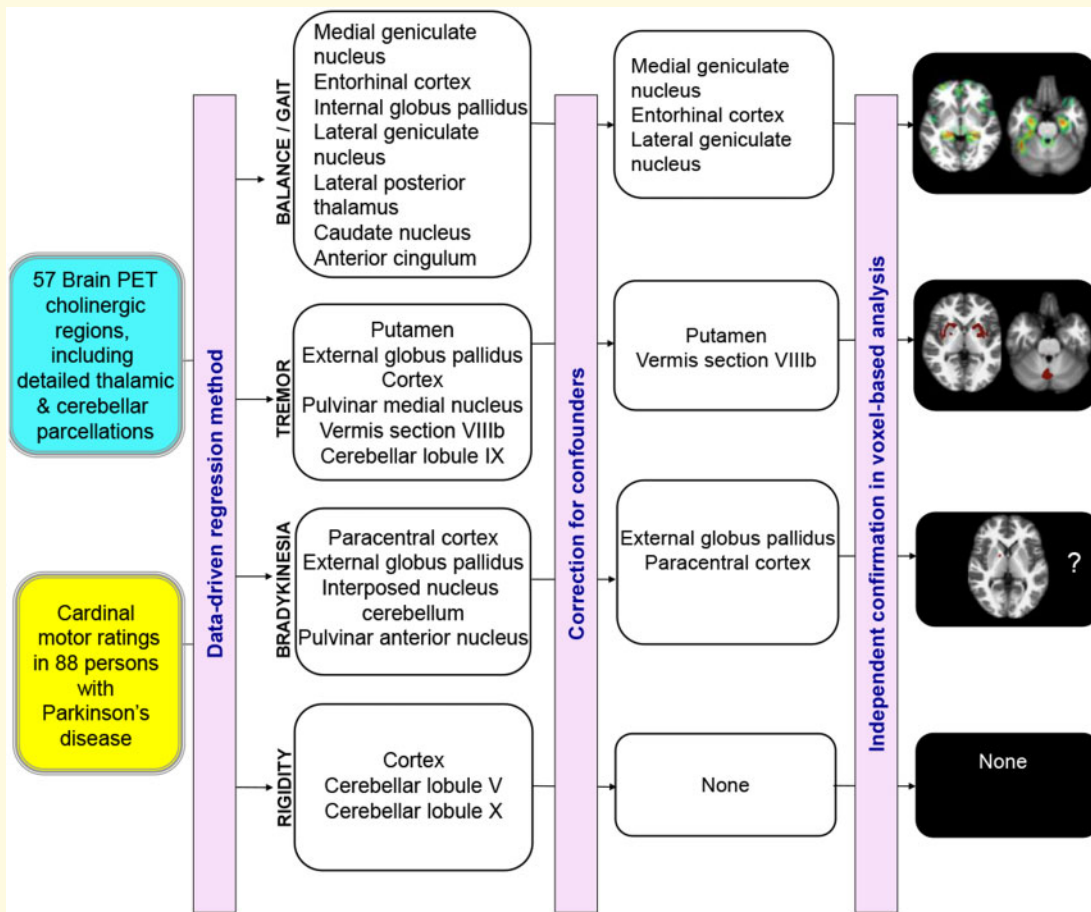 57 Brain PET
cholinergic
regions,
including
detailed thalamic
& cerebellar
parcellations
Cardinal
motor ratings
in 88 persons
with
Parkinson's
disease
Data-driven regression method
BALANCE / GAIT
Medial geniculate
nucleus
Entorhinal cortex
Internal globus pallidus
Lateral geniculate
nucleus
Lateral posterior
thalamus
Caudate nucleus
Anterior cingulum
TREMOR
Putamen
External globus pallidus
Cortex
Pulvinar medial nucleus
Vermis section VIIIb
Cerebellar lobule IX
BRADYKINESIA
Paracentral cortex
External globus pallidus
Interposed nucleus
cerebellum
Pulvinar anterior nucleus
RIGIDITY
Cortex
Cerebellar lobule V
Cerebellar lobule X
Correction for confounders
Medial geniculate
nucleus
Entorhinal cortex
Lateral geniculate
nucleus
Putamen
Vermis section VIIIb
External globus pallidus
Paracentral cortex
None
Independent confirmation in voxel-based analysis
?
None